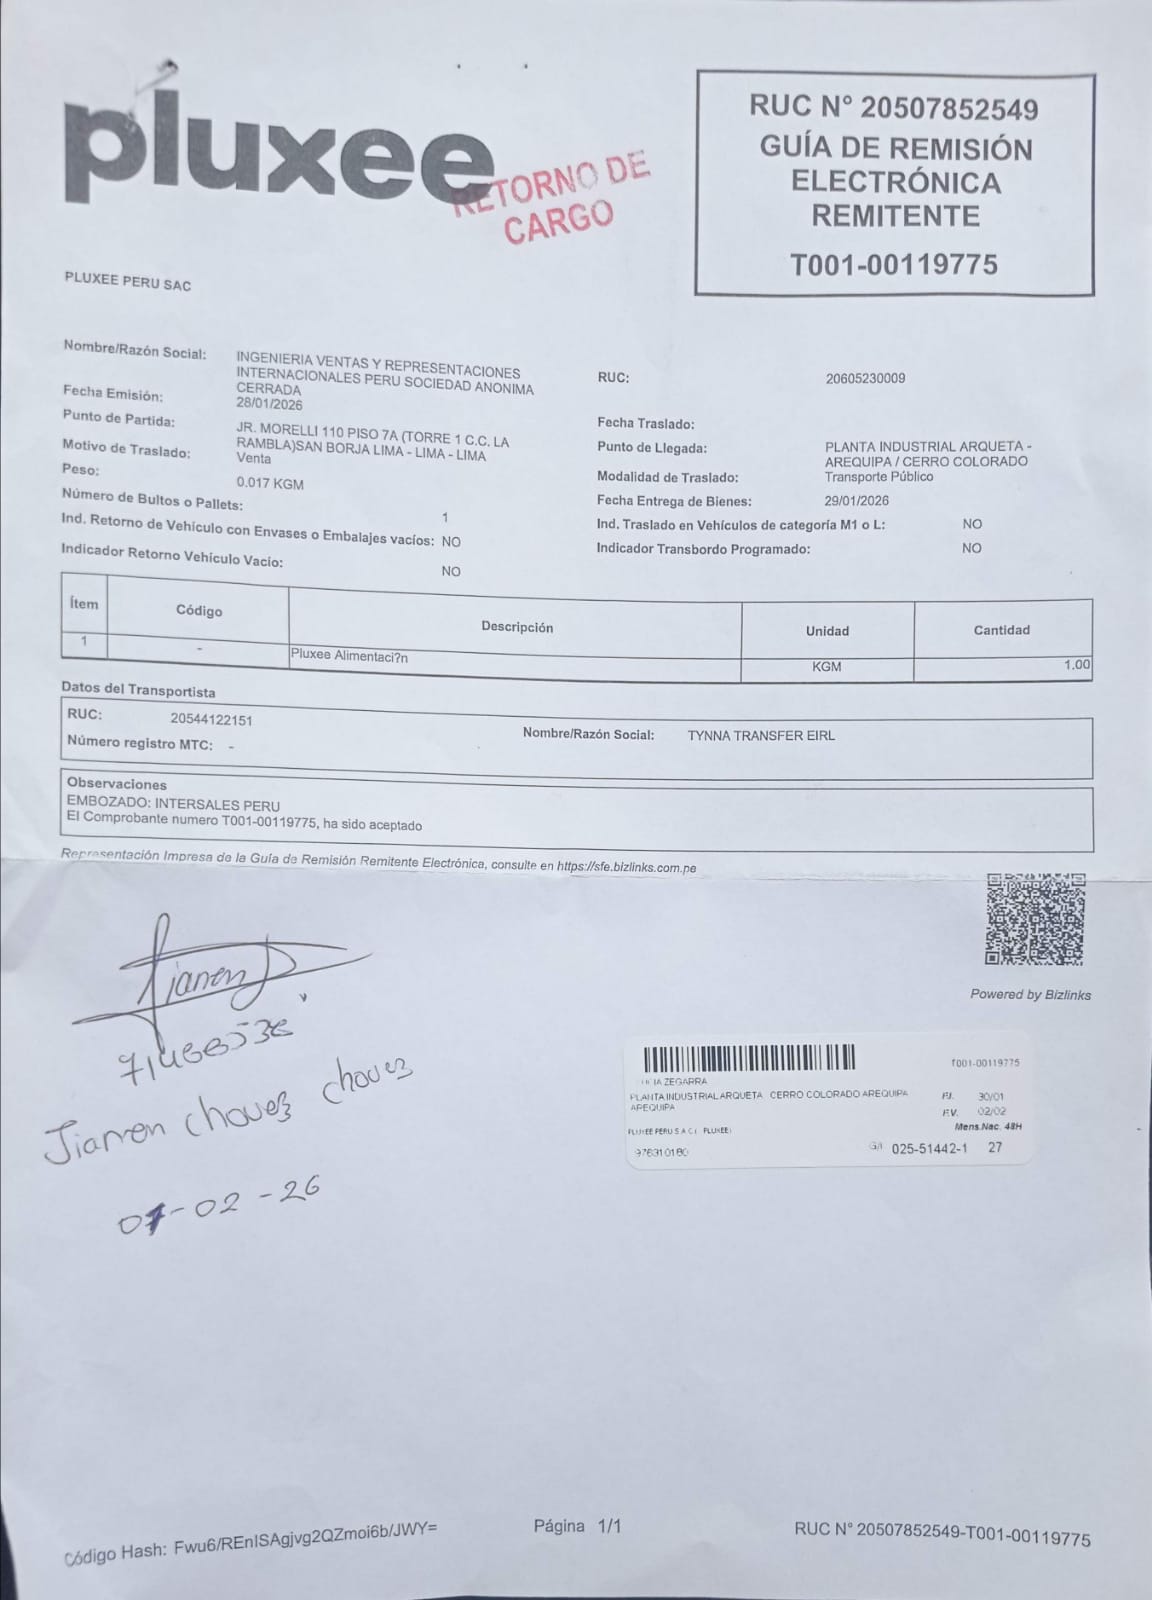 pluxee
RETORNO DE
CARGO
RUC N° 20507852549
GUÍA DE REMISIÓN
ELECTRÓNICA
REMITENTE
T001-00119775
PLUXEE PERU SAC
Nombre/Razón Social: INGENIERIA VENTAS Y REPRESENTACIONES
INTERNACIONALES PERU SOCIEDAD ANONIMA
CERRADA
RUC: 20605230009
Fecha Emisión: 28/01/2026
Fecha Traslado:
Punto de Partida: JR. MORELLI 110 PISO 7A (TORRE 1 C.C. LA
RAMBLA)SAN BORJA LIMA - LIMA - LIMA
Punto de Llegada: PLANTA INDUSTRIAL ARQUETA -
AREQUIPA / CERRO COLORADO
Motivo de Traslado: Venta
Modalidad de Traslado: Transporte Público
Peso: 0.017 KGM
Fecha Entrega de Bienes: 29/01/2026
Número de Bultos o Pallets: 1
Ind. Traslado en Vehículos de categoría M1 o L: NO
Ind. Retorno de Vehículo con Envases o Embalajes vacíos: NO
Indicador Transbordo Programado: NO
Indicador Retorno Vehículo Vacio: NO
Ítem Código Descripción Unidad Cantidad
1 - Pluxee Alimentaci?n KGM 1.00
Datos del Transportista
RUC: 20544122151
Nombre/Razón Social: TYNNA TRANSFER EIRL
Número registro MTC: -
Observaciones
EMBOZADO: INTERSALES PERU
El Comprobante numero T001-00119775, ha sido aceptado
Representación Impresa de la Guía de Remisión Remitente Electrónica, consulte en https://sfe.bizlinks.com.pe
Powered by Bizlinks
Jiamen Chavez Chavez
-02-26
T001-00119775
ZEGARRA
PLANTA INDUSTRIAL ARQUETA CERRO COLORADO AREQUIPA
AREQUIPA
F.I. 30/01
F.V. 02/02
Mens.Nac. 48H
PLUXEE PERU S A C ( PLUXEE)
976310180
G/I 025-51442-1 27
Código Hash: Fwu6/REnISAgjvg2QZmoi6b/JWY=
Página 1/1
RUC N° 20507852549-T001-00119775